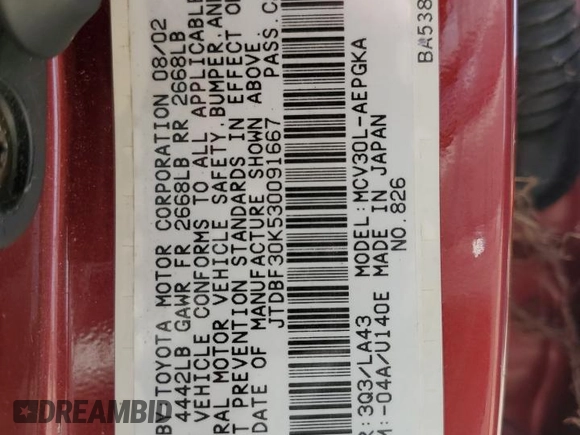 BY TOYOTA MOTOR CORPORATION 08/02
4442LB GAWR FR 2668LB RR 2668LB
VEHICLE CONFORMS TO ALL APPLICABLE
RAL MOTOR VEHICLE SAFETY, BUMPER, AND
T PREVENTION STANDARDS IN EFFECT O
DATE OF MANUFACTURE SHOWN ABOVE
JTDBF30K530091667 PASS.C
R:3Q3/LA43 MODEL:MCV30L-AEPGKA
M:-04A/U140E MADE IN JAPAN
NO.826
BA538
DREAMBID